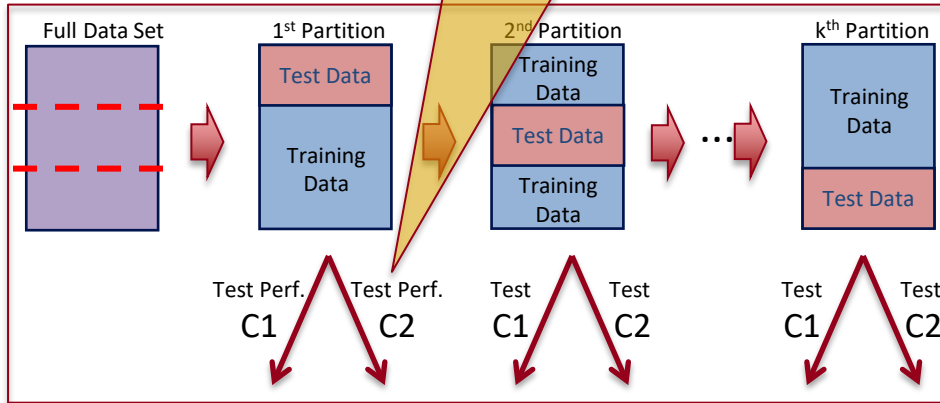 Full Data Set
1st Partition
2nd Partition
kth Partition
Test Data
Training
Data
Training
Data
Test Data
Training
Data
...
Training
Data
Test Data
Test Perf.
C1
Test Perf.
C2
Test
C1
Test
C2
Test
C1
Test
C2